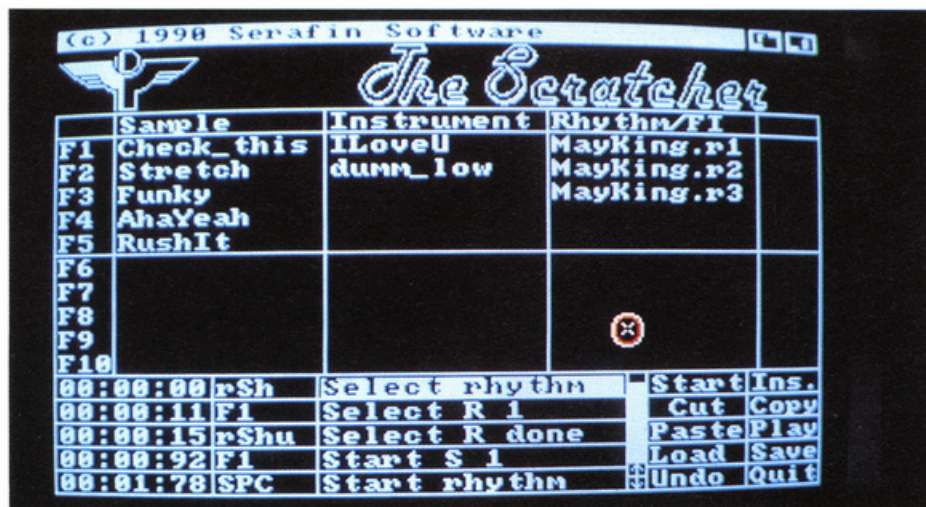 (c) 1990 Serafin Software
The Scratcher
Sample Instrument Rhythm/FI
F1 Check_this ILoveU MayKing.r1
F2 Stretch dumm_low MayKing.r2
F3 Funky MayKing.r3
F4 AhaYeah
F5 RushIt
F6
F7
F8
F9
F10
00:00:00 rSh Select rhythm Start Ins.
00:00:11 F1 Select R 1 Cut Copy
00:00:15 rShu Select R done Paste Play
00:00:92 F1 Start S 1 Load Save
00:01:78 SPC Start rhythm Undo Quit